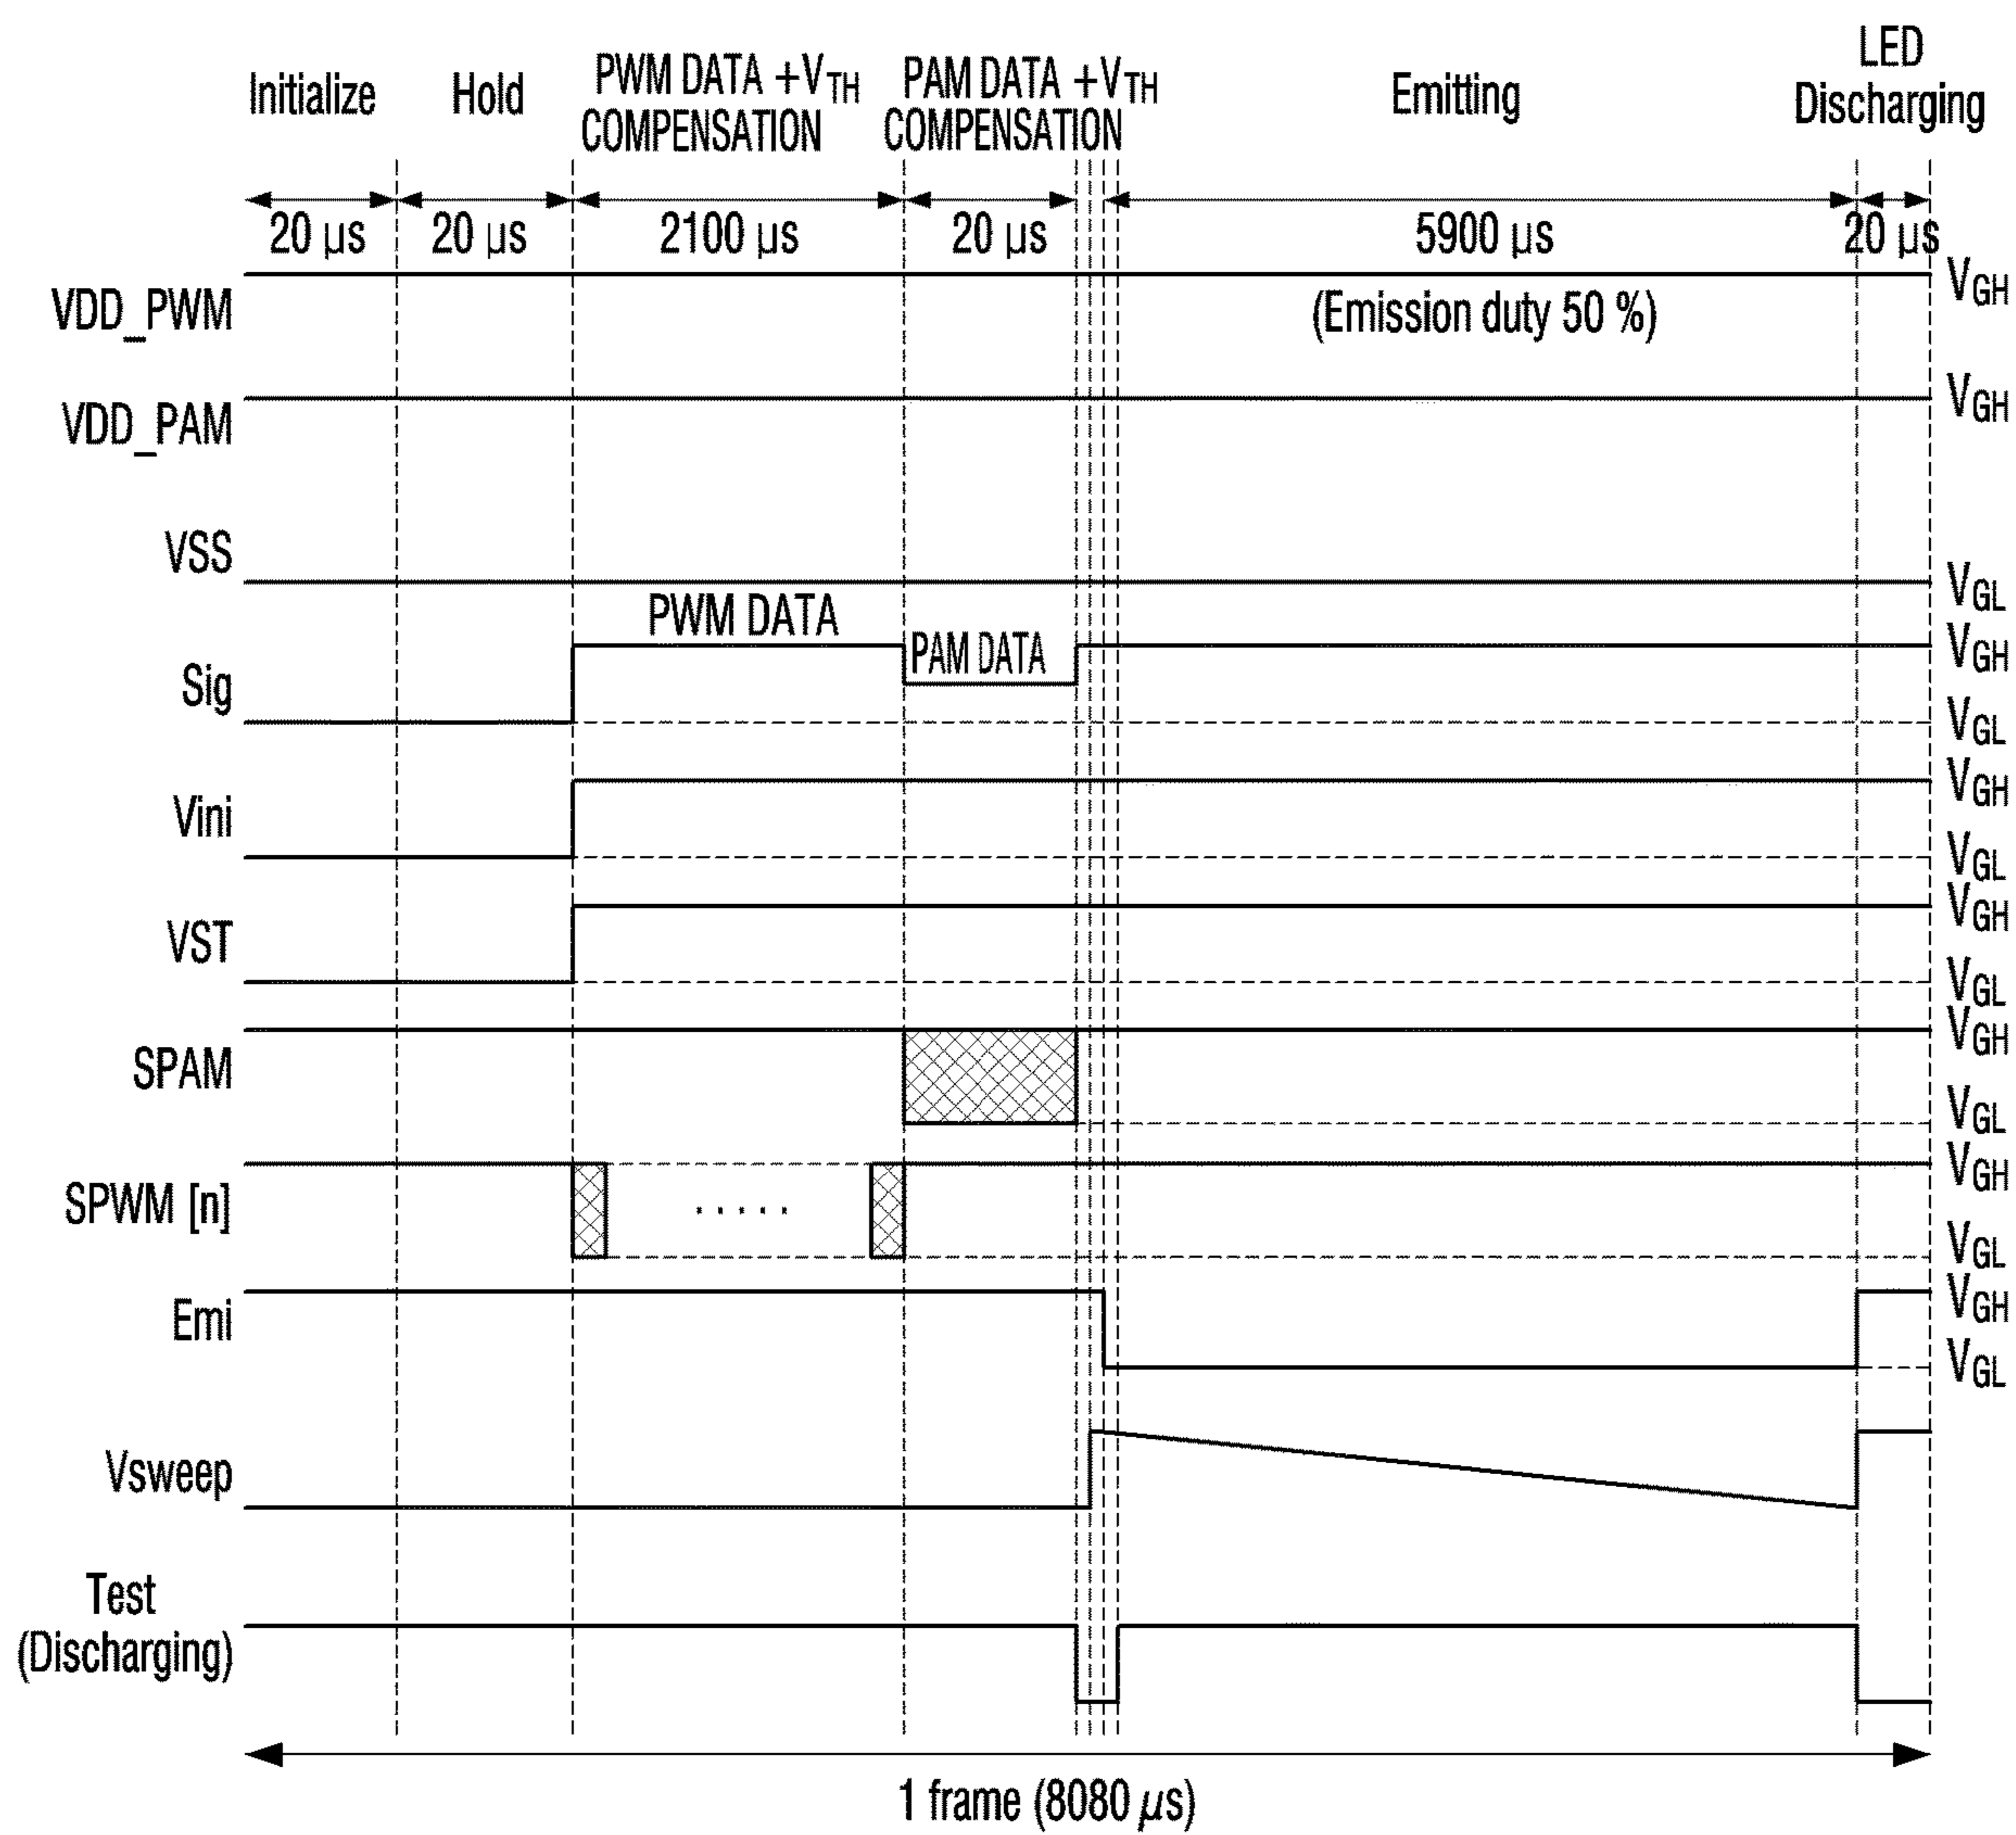 Initialize
Hold
PWM DATA +VTH
COMPENSATION
PAM DATA +VTH
COMPENSATION
Emitting
LED
Discharging
20 µs
20 µs
2100 µs
20 µs
5900 µs
20 µs
VDD_PWM
(Emission duty 50 %)
VGH
VDD_PAM
VGH
VSS
VGL
PWM DATA
PAM DATA
Sig
VGH
VGL
Vini
VGH
VGL
VST
VGH
VGL
SPAM
VGH
VGL
SPWM [n]
.....
VGH
VGL
Emi
VGH
VGL
Vsweep
Test
(Discharging)
1 frame (8080 µs)